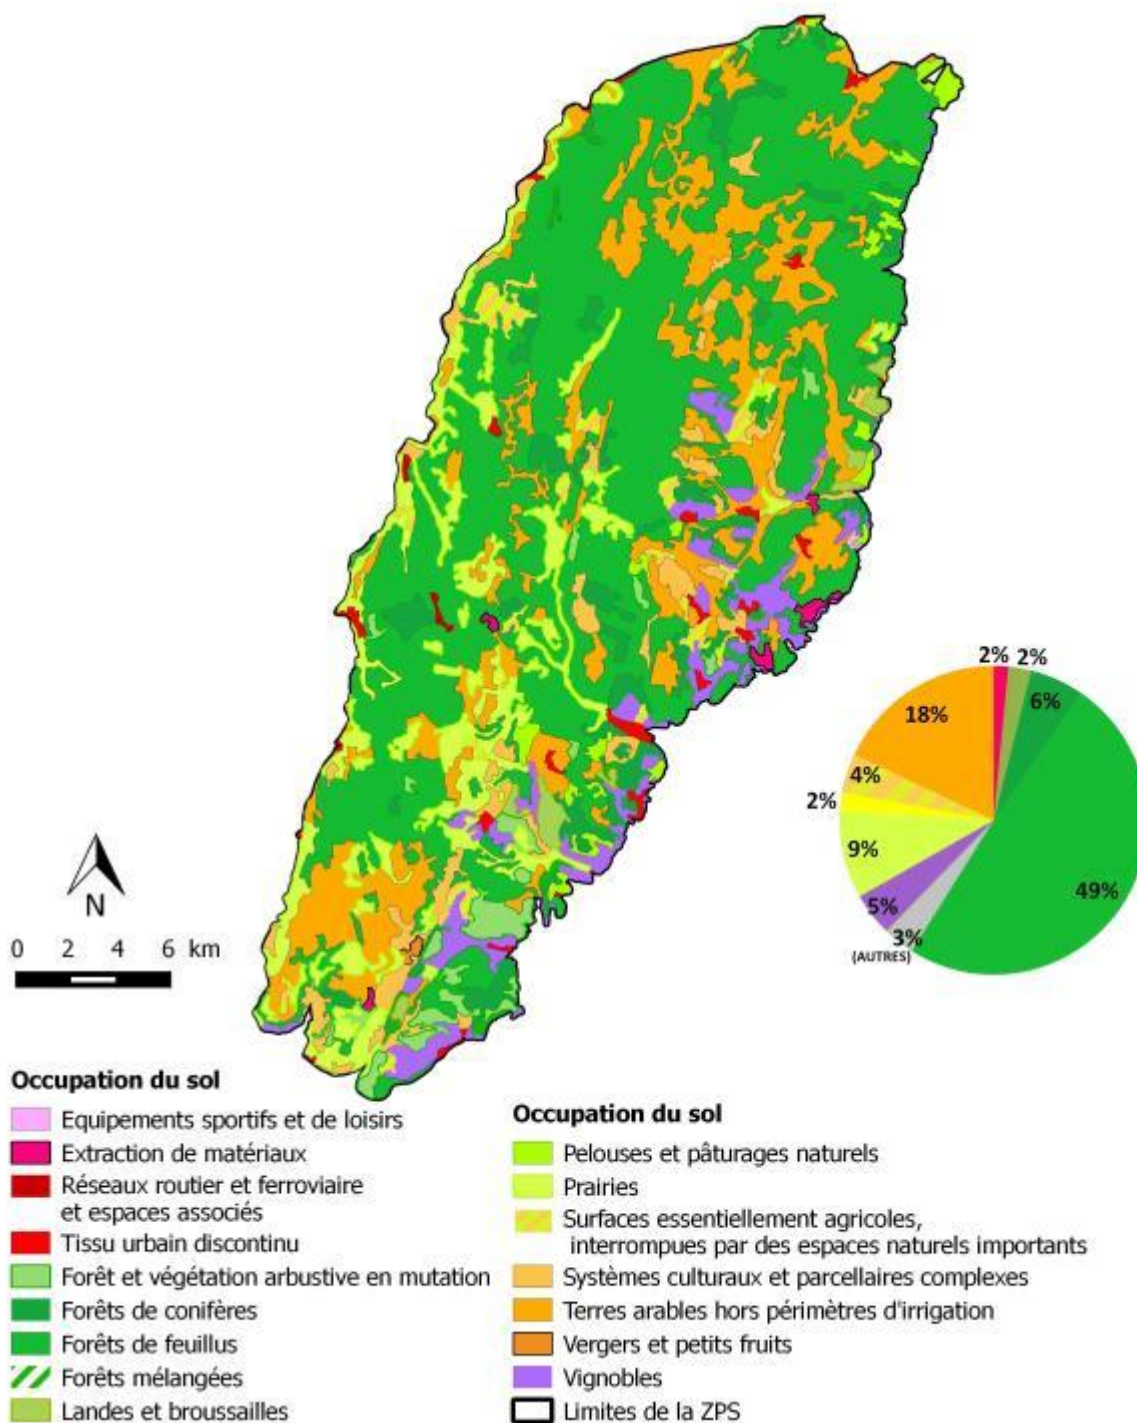 2%
2%
18%
6%
4%
2%
9%
49%
5%
3%
(AUTRES)
N
0 2 4 6 km
Occupation du sol
Equipements sportifs et de loisirs
Extraction de matériaux
Réseaux routier et ferroviaire
et espaces associés
Tissu urbain discontinu
Forêt et végétation arbustive en mutation
Forêts de conifères
Forêts de feuillus
Forêts mélangées
Landes et broussailles
Occupation du sol
Pelouses et pâturages naturels
Prairies
Surfaces essentiellement agricoles,
interrompues par des espaces naturels importants
Systèmes culturaux et parcellaires complexes
Terres arables hors périmètres d'irrigation
Vergers et petits fruits
Vignobles
Limites de la ZPS